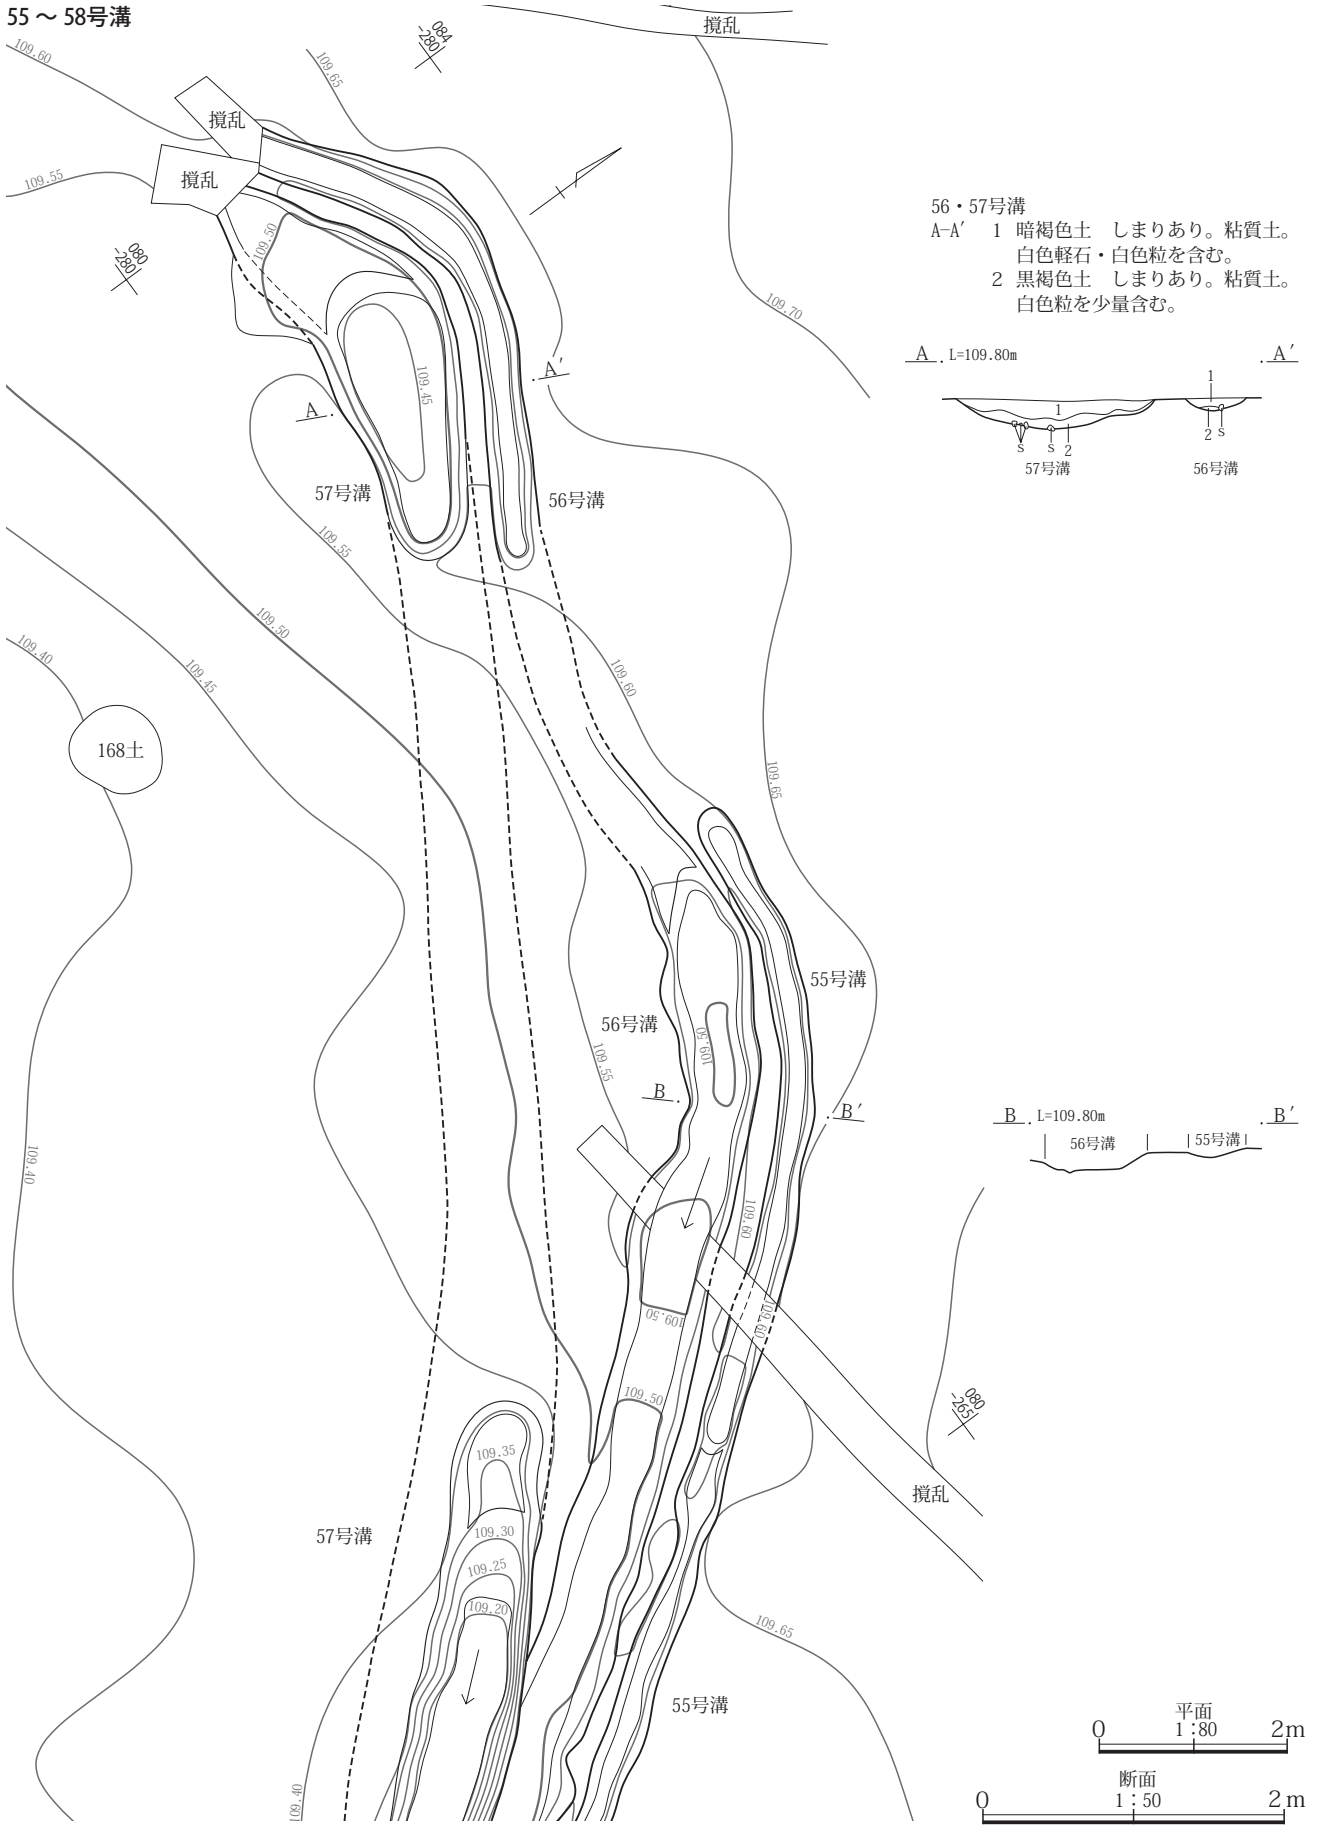 55 ～ 58号溝
109.60
084
-280
109.65
撹乱
撹乱
撹乱
109.55
109.50
080
-280
109.70
56・57号溝
A-A′ 1 暗褐色土 しまりあり。粘質土。
白色軽石・白色粒を含む。
2 黒褐色土 しまりあり。粘質土。
白色粒を少量含む。
A . L=109.80m . A′
1
1
2 s
s s 2
57号溝 56号溝
. A′
109.45
A .
57号溝
56号溝
109.55
109.50
109.40
109.45
109.60
168土
109.65
55号溝
56号溝
109.50
109.55
B .
. B′
B . L=109.80m . B′
56号溝 55号溝
109.40
109.60
109.50
109.60
109.50
080
-265
109.35
撹乱
57号溝
109.30
109.25
109.20
109.65
55号溝
109.40
平面
0 1：80 2m
断面
0 1：50 2m